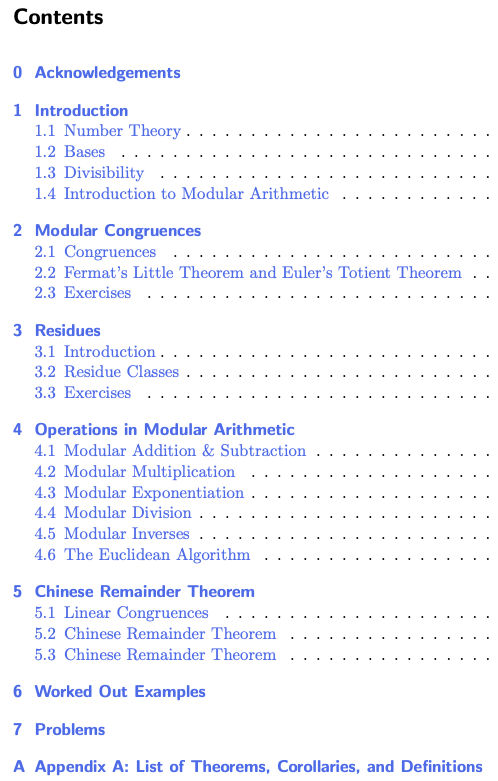 Contents
0 Acknowledgements
1 Introduction
1.1 Number Theory . . . . . . . . . . . . . . . . . . . . . . . .
1.2 Bases . . . . . . . . . . . . . . . . . . . . . . . . . . . . .
1.3 Divisibility . . . . . . . . . . . . . . . . . . . . . . . . . .
1.4 Introduction to Modular Arithmetic . . . . . . . . . . . .
2 Modular Congruences
2.1 Congruences . . . . . . . . . . . . . . . . . . . . . . . . .
2.2 Fermat's Little Theorem and Euler's Totient Theorem . .
2.3 Exercises . . . . . . . . . . . . . . . . . . . . . . . . . . .
3 Residues
3.1 Introduction . . . . . . . . . . . . . . . . . . . . . . . . . .
3.2 Residue Classes . . . . . . . . . . . . . . . . . . . . . . . .
3.3 Exercises . . . . . . . . . . . . . . . . . . . . . . . . . . .
4 Operations in Modular Arithmetic
4.1 Modular Addition & Subtraction . . . . . . . . . . . . . .
4.2 Modular Multiplication . . . . . . . . . . . . . . . . . . .
4.3 Modular Exponentiation . . . . . . . . . . . . . . . . . . .
4.4 Modular Division . . . . . . . . . . . . . . . . . . . . . . .
4.5 Modular Inverses . . . . . . . . . . . . . . . . . . . . . . .
4.6 The Euclidean Algorithm . . . . . . . . . . . . . . . . . .
5 Chinese Remainder Theorem
5.1 Linear Congruences . . . . . . . . . . . . . . . . . . . . .
5.2 Chinese Remainder Theorem . . . . . . . . . . . . . . . .
5.3 Chinese Remainder Theorem . . . . . . . . . . . . . . . .
6 Worked Out Examples
7 Problems
A Appendix A: List of Theorems, Corollaries, and Definitions